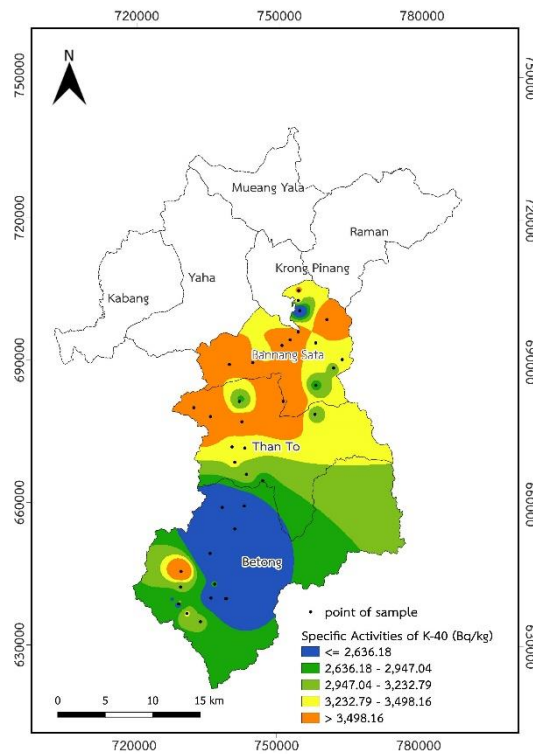 720000 750000 780000
N
750000 750000
Mueang Yala
720000 720000
Raman
Krong Pinang
Yaha
Kabang
Bannang Sata
690000 690000
Than To
660000 660000
Betong
point of sample
Specific Activities of K-40 (Bq/kg)
<= 2,636.18
2,636.18 - 2,947.04
2,947.04 - 3,232.79
3,232.79 - 3,498.16
> 3,498.16
630000 630000
0 5 10 15 km
720000 750000 780000